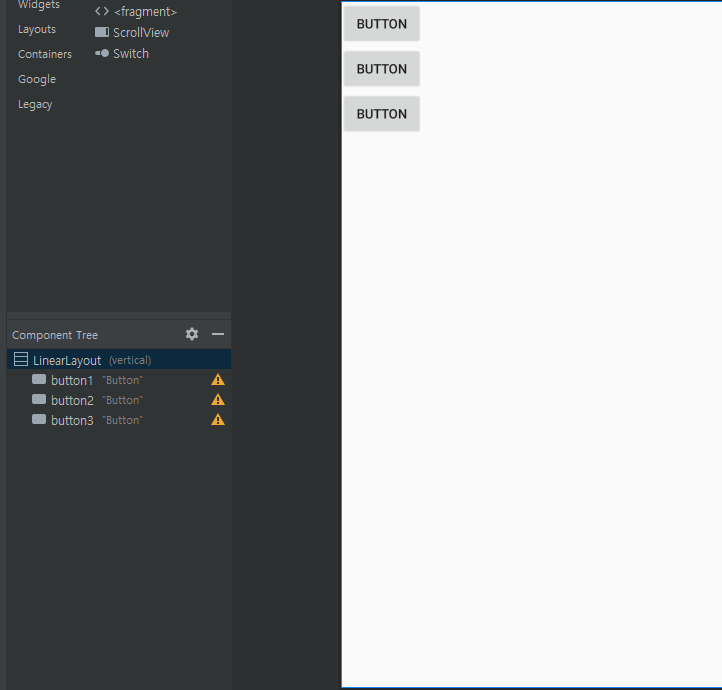 Widgets
Layouts
Containers
Google
Legacy
<fragment>
ScrollView
Switch
Component Tree
LinearLayout (vertical)
button1 "Button"
button2 "Button"
button3 "Button"
BUTTON
BUTTON
BUTTON